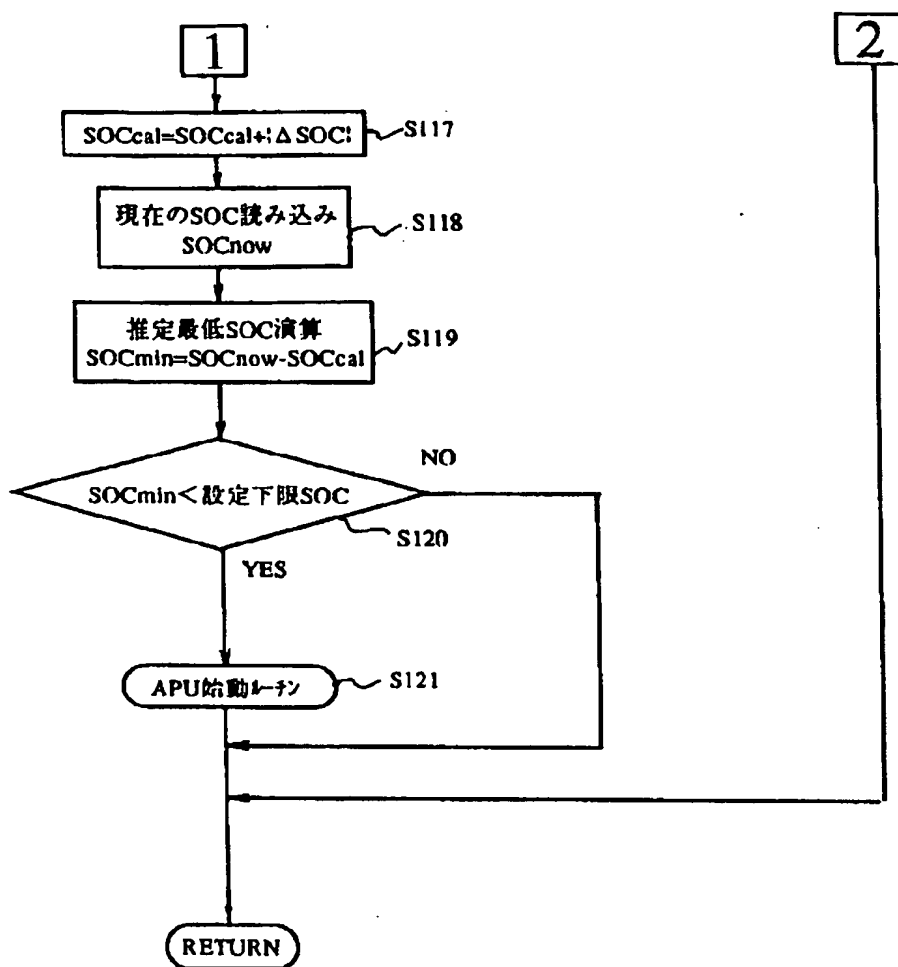 1
2
SOCcal=SOCcal+|ΔSOC|
S117
現在のSOC読み込み
SOCnow
S118
推定最低SOC演算
SOCmin=SOCnow-SOCcal
S119
SOCmin<設定下限SOC
NO
S120
YES
APU始動ルーチン
S121
RETURN